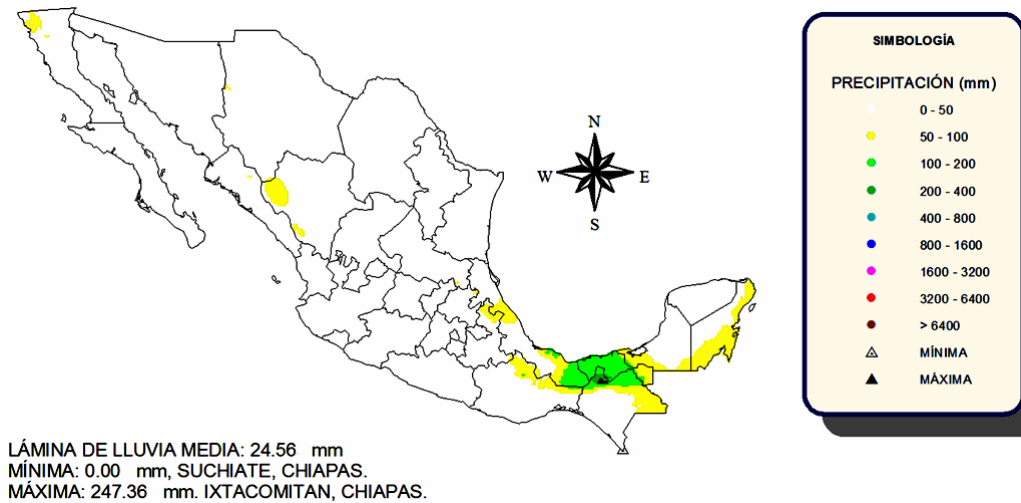 SIMBOLOGÍA
PRECIPITACIÓN (mm)
0 - 50
50 - 100
100 - 200
200 - 400
400 - 800
800 - 1600
1600 - 3200
3200 - 6400
> 6400
MÍNIMA
MÁXIMA
N
W E
S
LÁMINA DE LLUVIA MEDIA: 24.56 mm
MÍNIMA: 0.00 mm, SUCHIATE, CHIAPAS.
MÁXIMA: 247.36 mm. IXTACOMITAN, CHIAPAS.